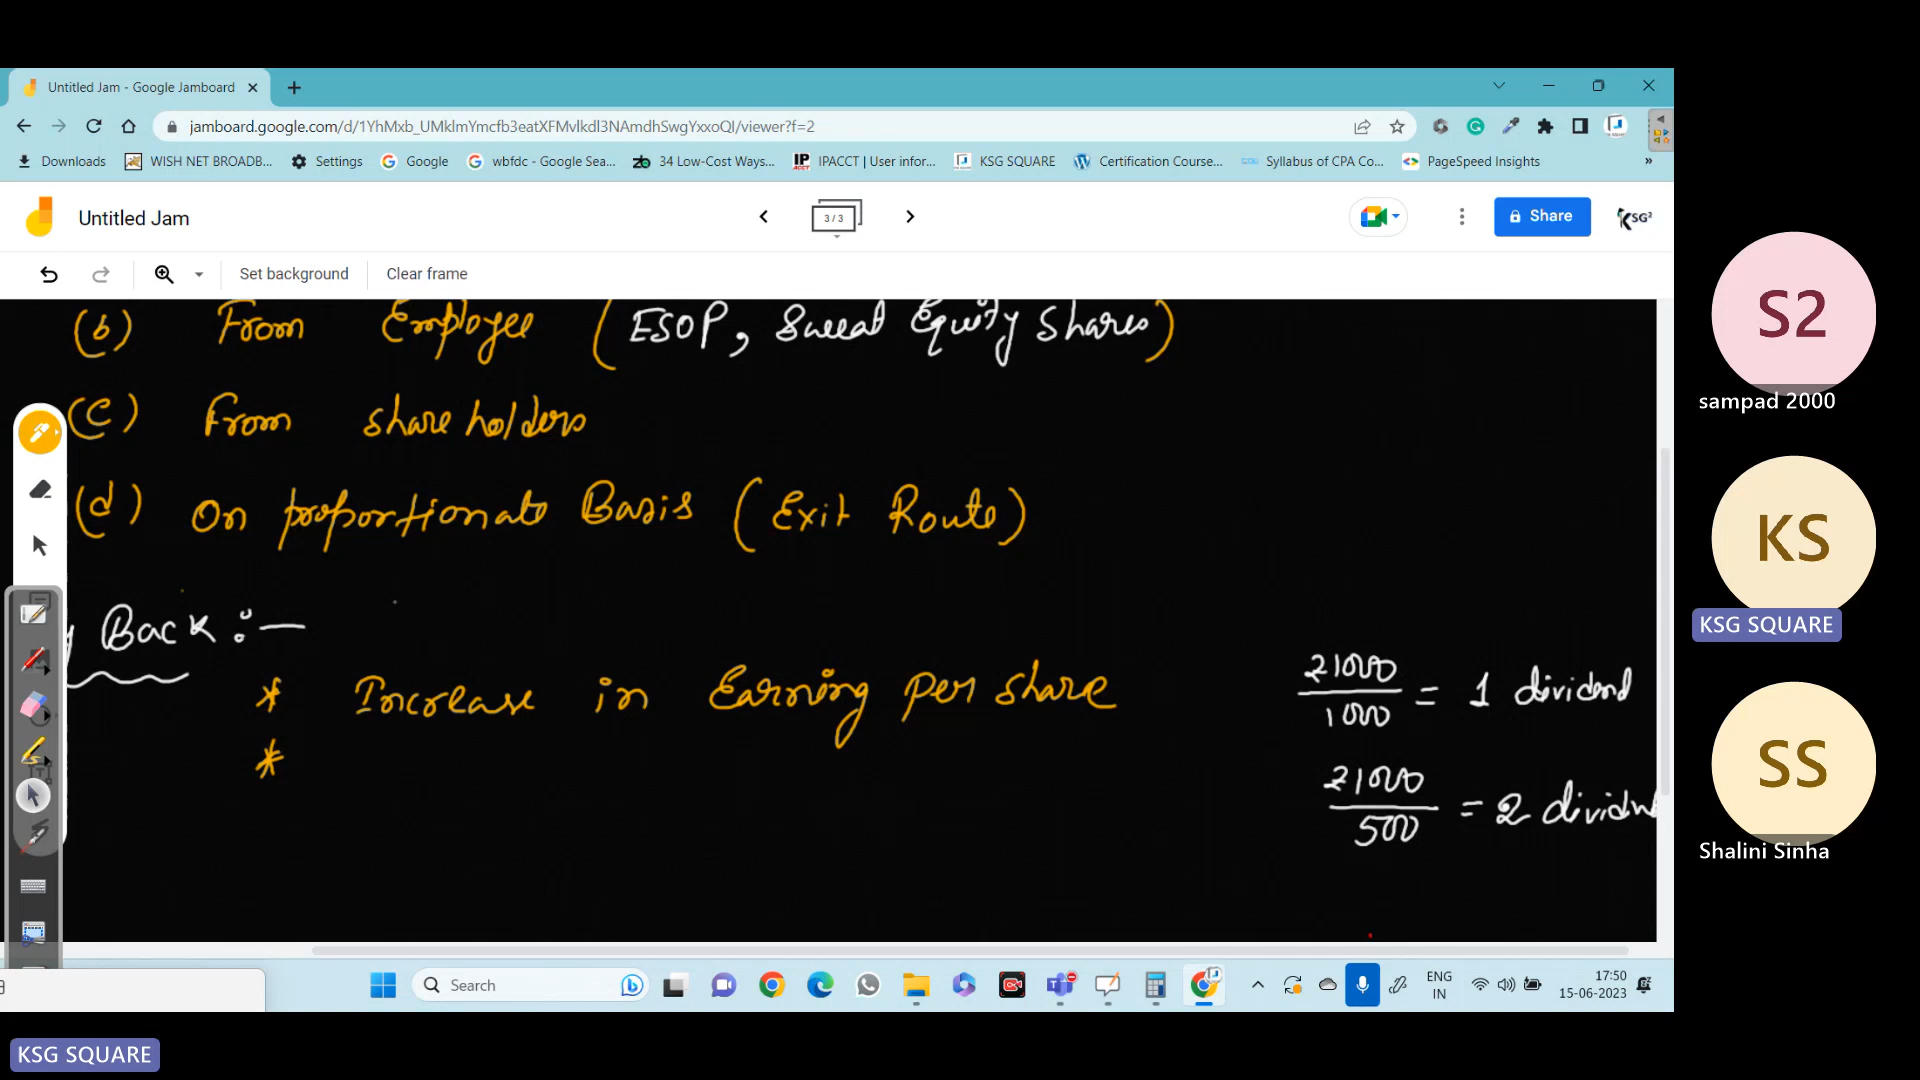 Untitled Jam - Google Jamboard
jamboard.google.com/d/1YhMxb_UMklmYmcfb3eatXFMvlkdl3NAmdhSwgYxxoQI/viewer?f=2
Downloads WISH NET BROADB... Settings Google wbfdc - Google Sea... 34 Low-Cost Ways... IPACCT | User infor... KSG SQUARE Certification Course... Syllabus of CPA Co... PageSpeed Insights »
Untitled Jam
3 / 3
Share
KSG²
Set background Clear frame
(b) From Employee (ESOP, Sweat Equity Shares)
(c) From shareholders
(d) On proportionate Basis (Exit Route)
Back :—
* Increase in Earning per share
*
21000
1000 = 1 dividend
21000
500 = 2 dividend
S2
sampad 2000
KS
KSG SQUARE
SS
Shalini Sinha
Search
ENG
IN
17:50
15-06-2023
KSG SQUARE